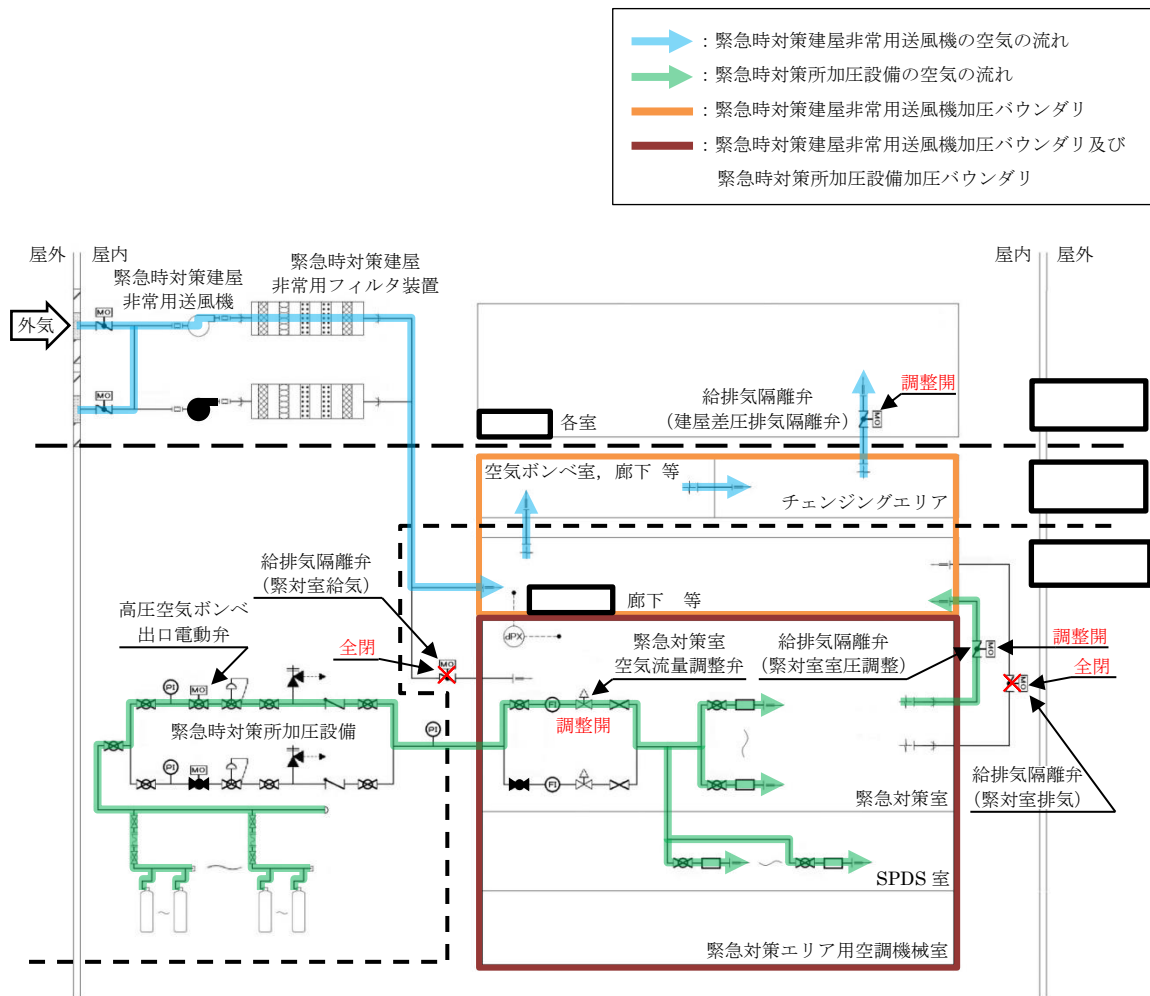 ：緊急時対策建屋非常用送風機の空気の流れ
：緊急時対策所加圧設備の空気の流れ
：緊急時対策建屋非常用送風機加圧バウンダリ
：緊急時対策建屋非常用送風機加圧バウンダリ及び
緊急時対策所加圧設備加圧バウンダリ
屋外
屋内
緊急時対策建屋
非常用送風機
緊急時対策建屋
非常用フィルタ装置
屋内
屋外
MO
外気
MO
給排気隔離弁
（建屋差圧排気隔離弁）
調整開
MO
各室
空気ボンベ室，廊下 等
チェンジングエリア
給排気隔離弁
（緊対室給気）
高圧空気ボンベ
出口電動弁
全閉
MO
廊下　等
dPX
緊急対策室
空気流量調整弁
給排気隔離弁
（緊対室室圧調整）
MO
調整開
全閉
MO
PI
MO
FI
調整開
緊急時対策所加圧設備
PI
PI
MO
FI
緊急対策室
給排気隔離弁
（緊対室排気）
SPDS 室
緊急対策エリア用空調機械室